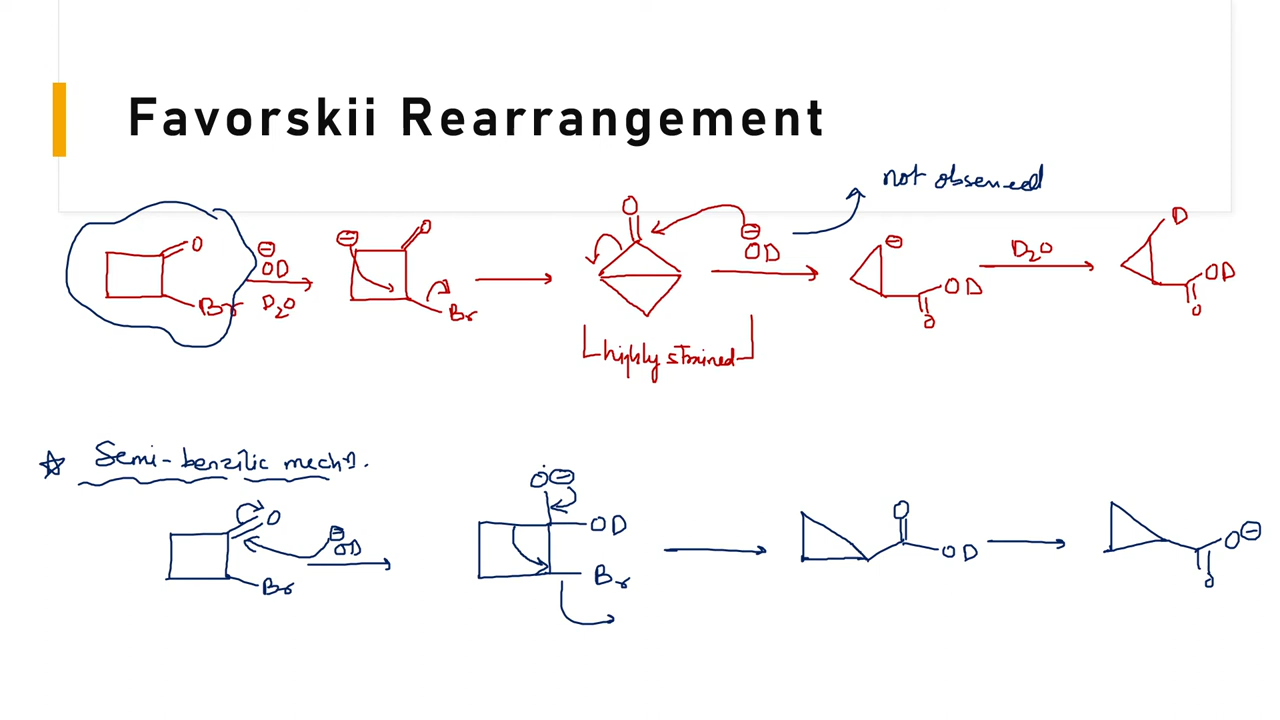 Favorskii Rearrangement
not observed
O
Br
⊖
OD
D₂O
⊖
O
Br
O
⊖
OD
highly strained
⊖
OD
O
D₂O
D
OD
O
☆ Semi-benzilic mechⁿ.
O
⊖
OD
Br
O⊖
OD
Br
O
OD
O⊖
O